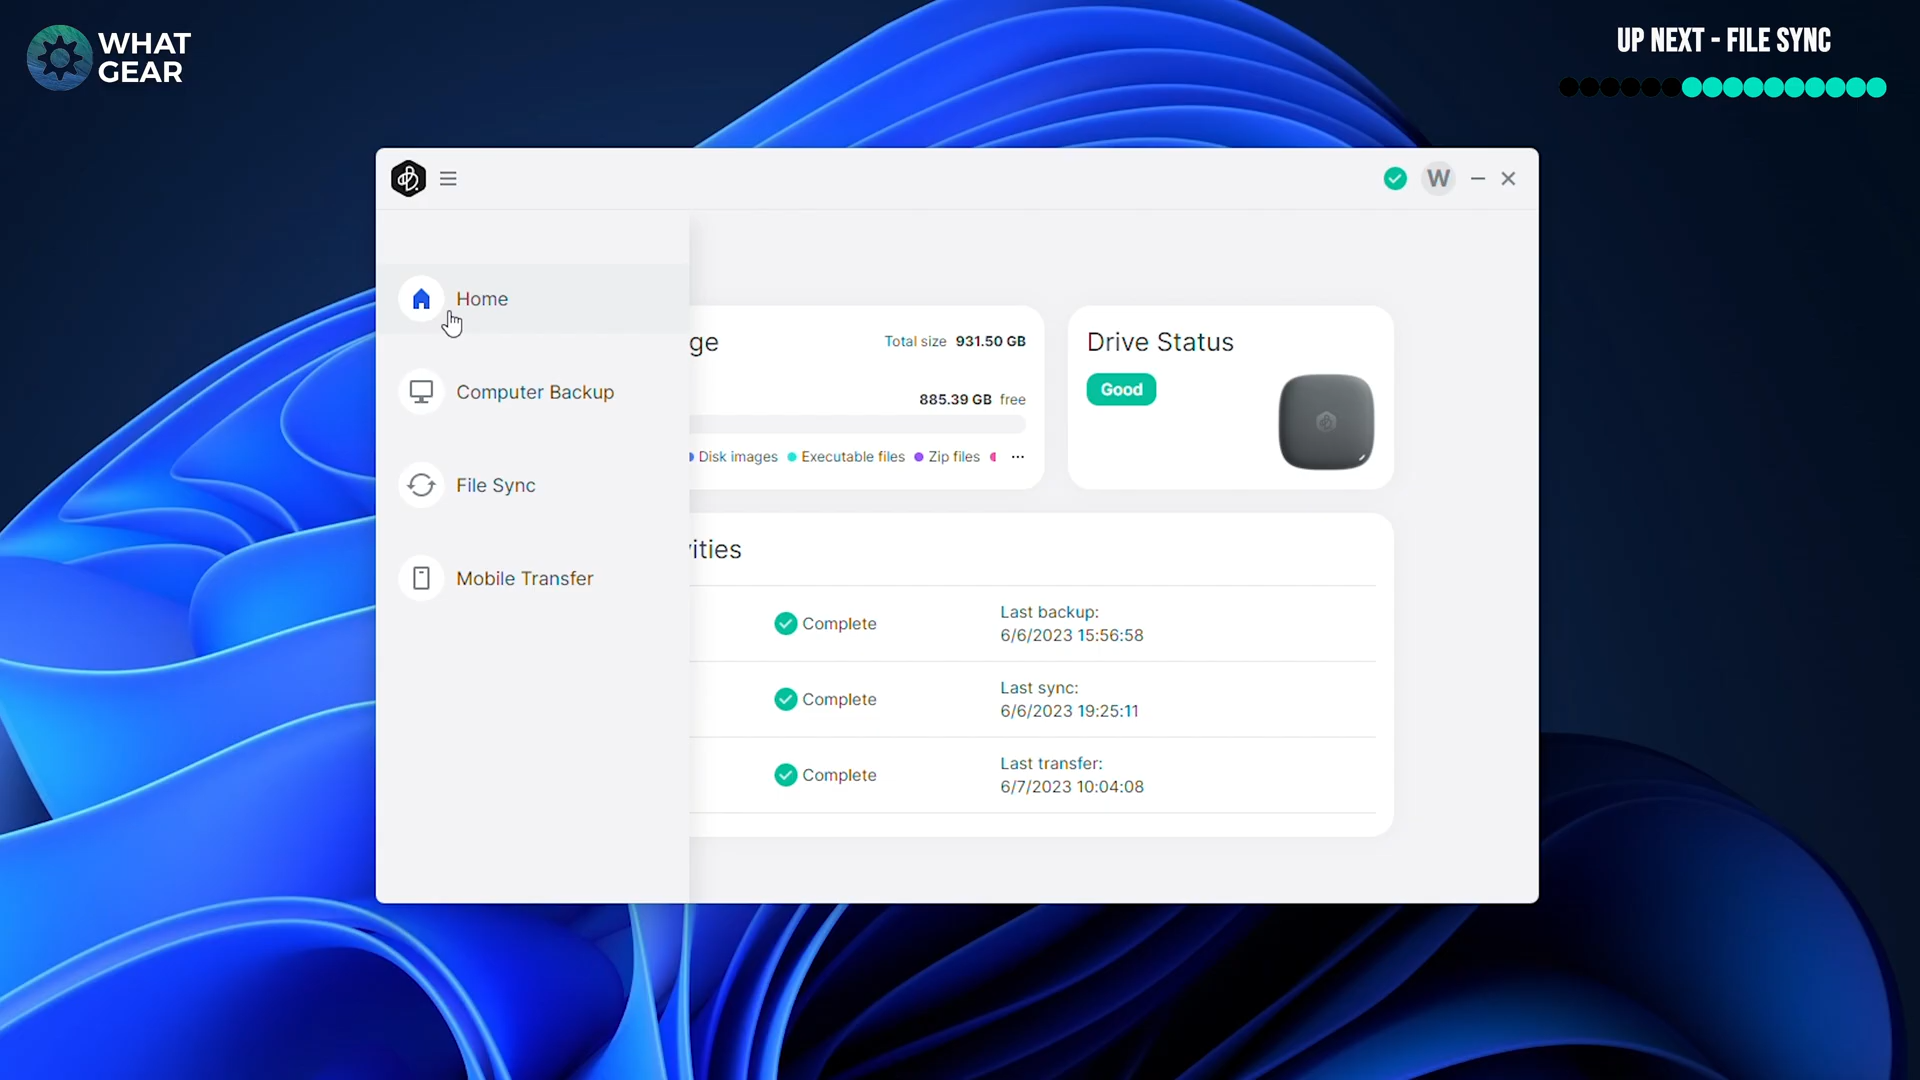 WHAT
GEAR
UP NEXT - FILE SYNC
W
Home
Computer Backup
File Sync
Mobile Transfer
ge
Total size 931.50 GB
885.39 GB free
Disk images Executable files Zip files ...
Drive Status
Good
ities
Complete
Last backup:
6/6/2023 15:56:58
Complete
Last sync:
6/6/2023 19:25:11
Complete
Last transfer:
6/7/2023 10:04:08